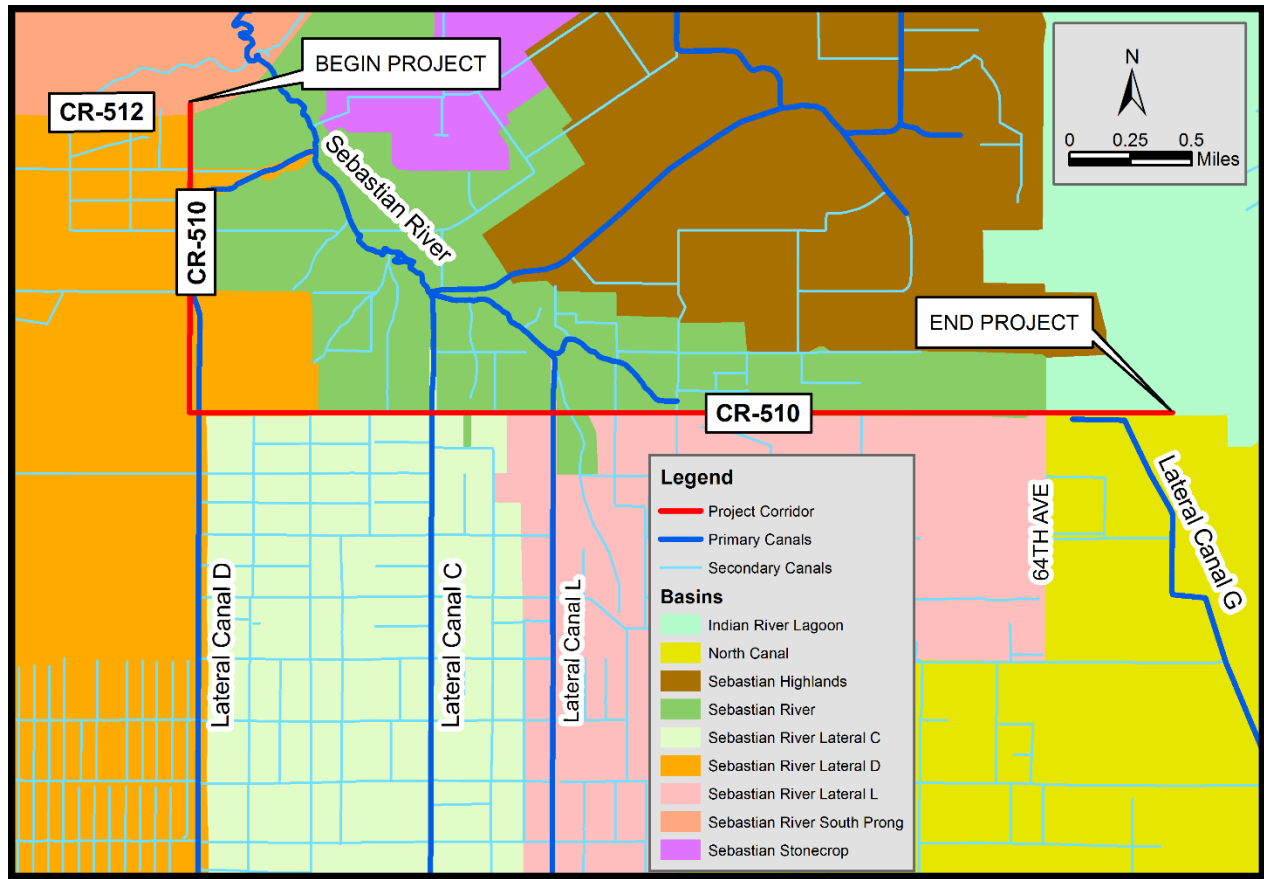 BEGIN PROJECT
CR-512
N
0 0.25 0.5
Miles
Sebastian River
CR-510
END PROJECT
CR-510
Lateral Canal D
Lateral Canal C
Lateral Canal L
64TH AVE
Lateral Canal G
Legend
Project Corridor
Primary Canals
Secondary Canals
Basins
Indian River Lagoon
North Canal
Sebastian Highlands
Sebastian River
Sebastian River Lateral C
Sebastian River Lateral D
Sebastian River Lateral L
Sebastian River South Prong
Sebastian Stonecrop